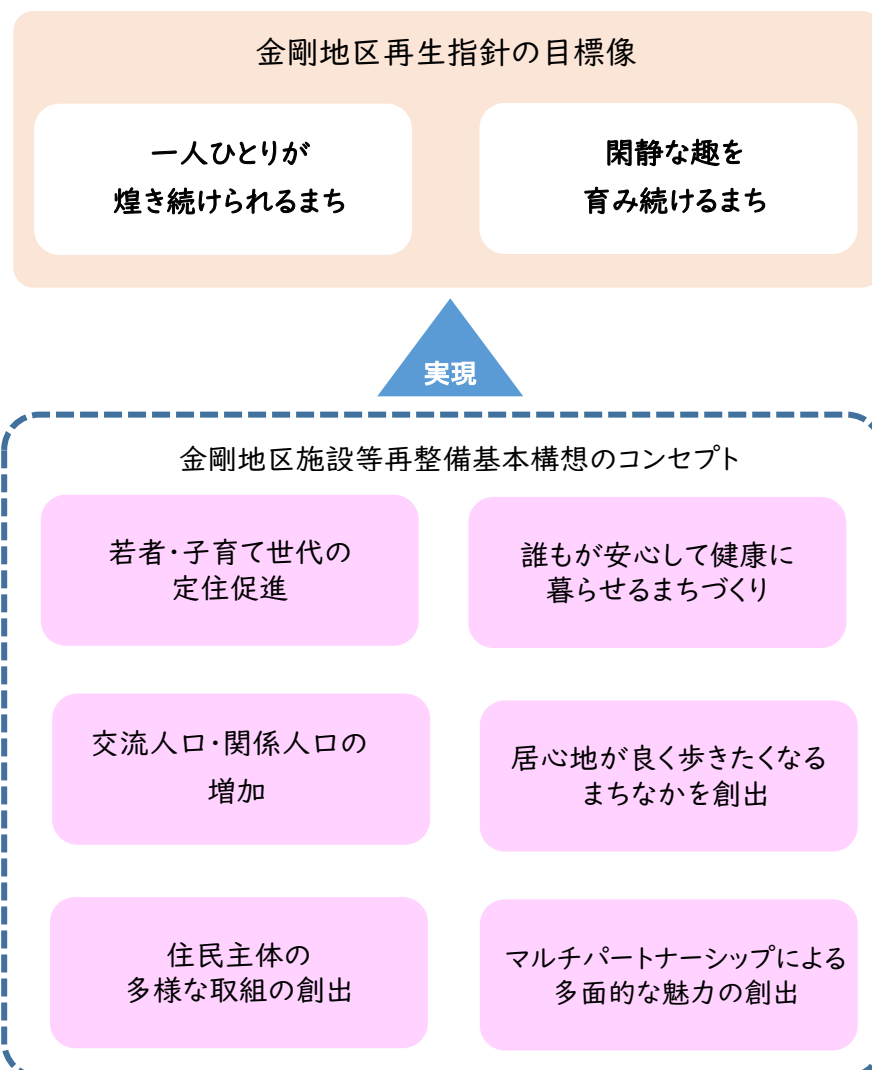 金剛地区再生指針の目標像
一人ひとりが
煌き続けられるまち
閑静な趣を
育み続けるまち
実現
金剛地区施設等再整備基本構想のコンセプト
若者・子育て世代の
定住促進
誰もが安心して健康に
暮らせるまちづくり
交流人口・関係人口の
増加
居心地が良く歩きたくなる
まちなかを創出
住民主体の
多様な取組の創出
マルチパートナーシップによる
多面的な魅力の創出